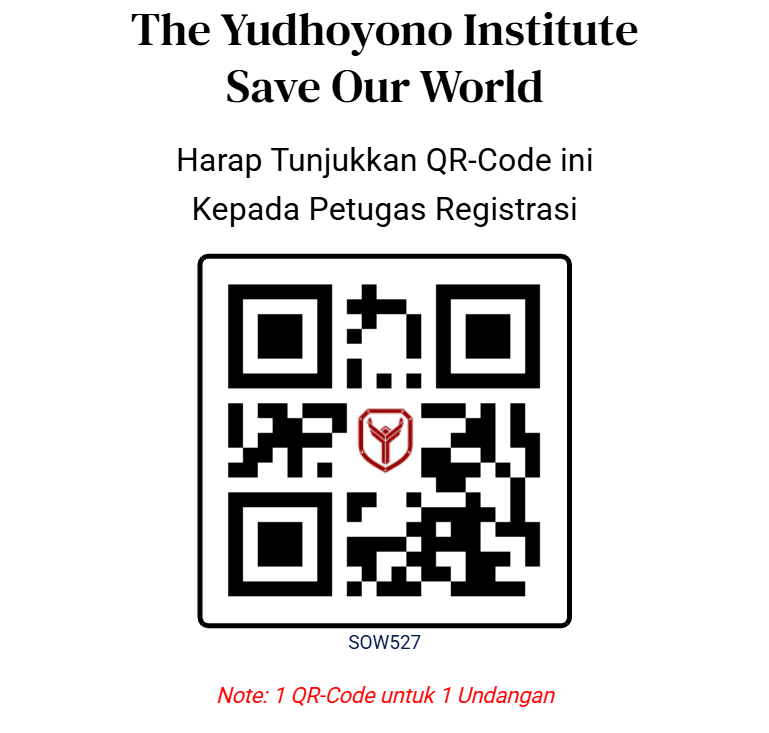 The Yudhoyono Institute
Save Our World
Harap Tunjukkan QR-Code ini
Kepada Petugas Registrasi
SOW527
Note: 1 QR-Code untuk 1 Undangan